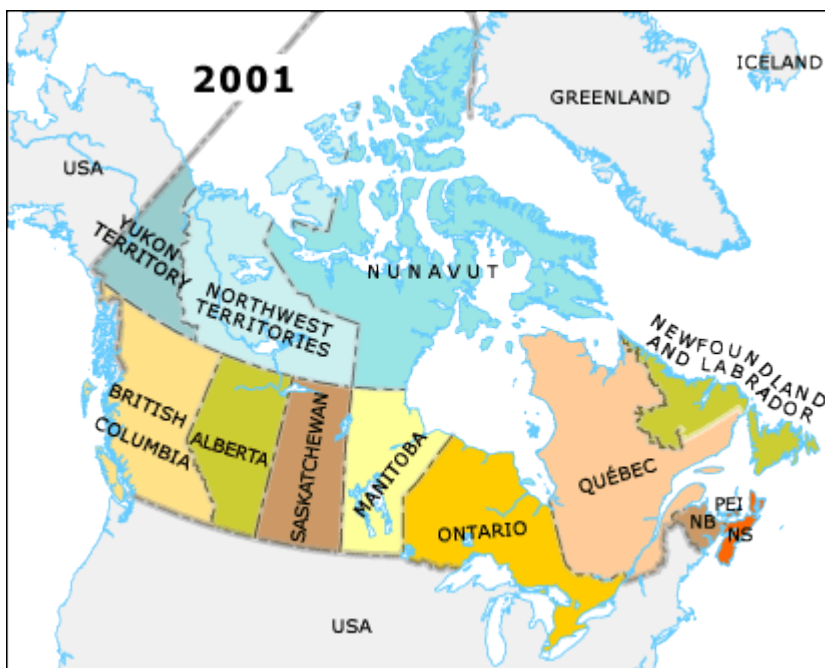 2001
ICELAND
GREENLAND
USA
YUKON
TERRITORY
NORTHWEST
TERRITORIES
NUNAVUT
NEWFOUNDLAND
AND LABRADOR
BRITISH
COLUMBIA
ALBERTA
SASKATCHEWAN
MANITOBA
ONTARIO
QUÉBEC
PEI
NB
NS
USA